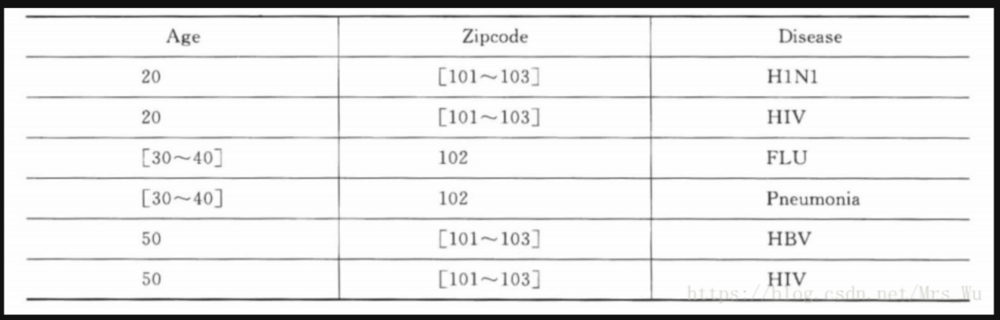 Age Zipcode Disease
20 [101～103] H1N1
20 [101～103] HIV
[30～40] 102 FLU
[30～40] 102 Pneumonia
50 [101～103] HBV
50 [101～103] HIV
https://blog.csdn.net/Mrs_Wu